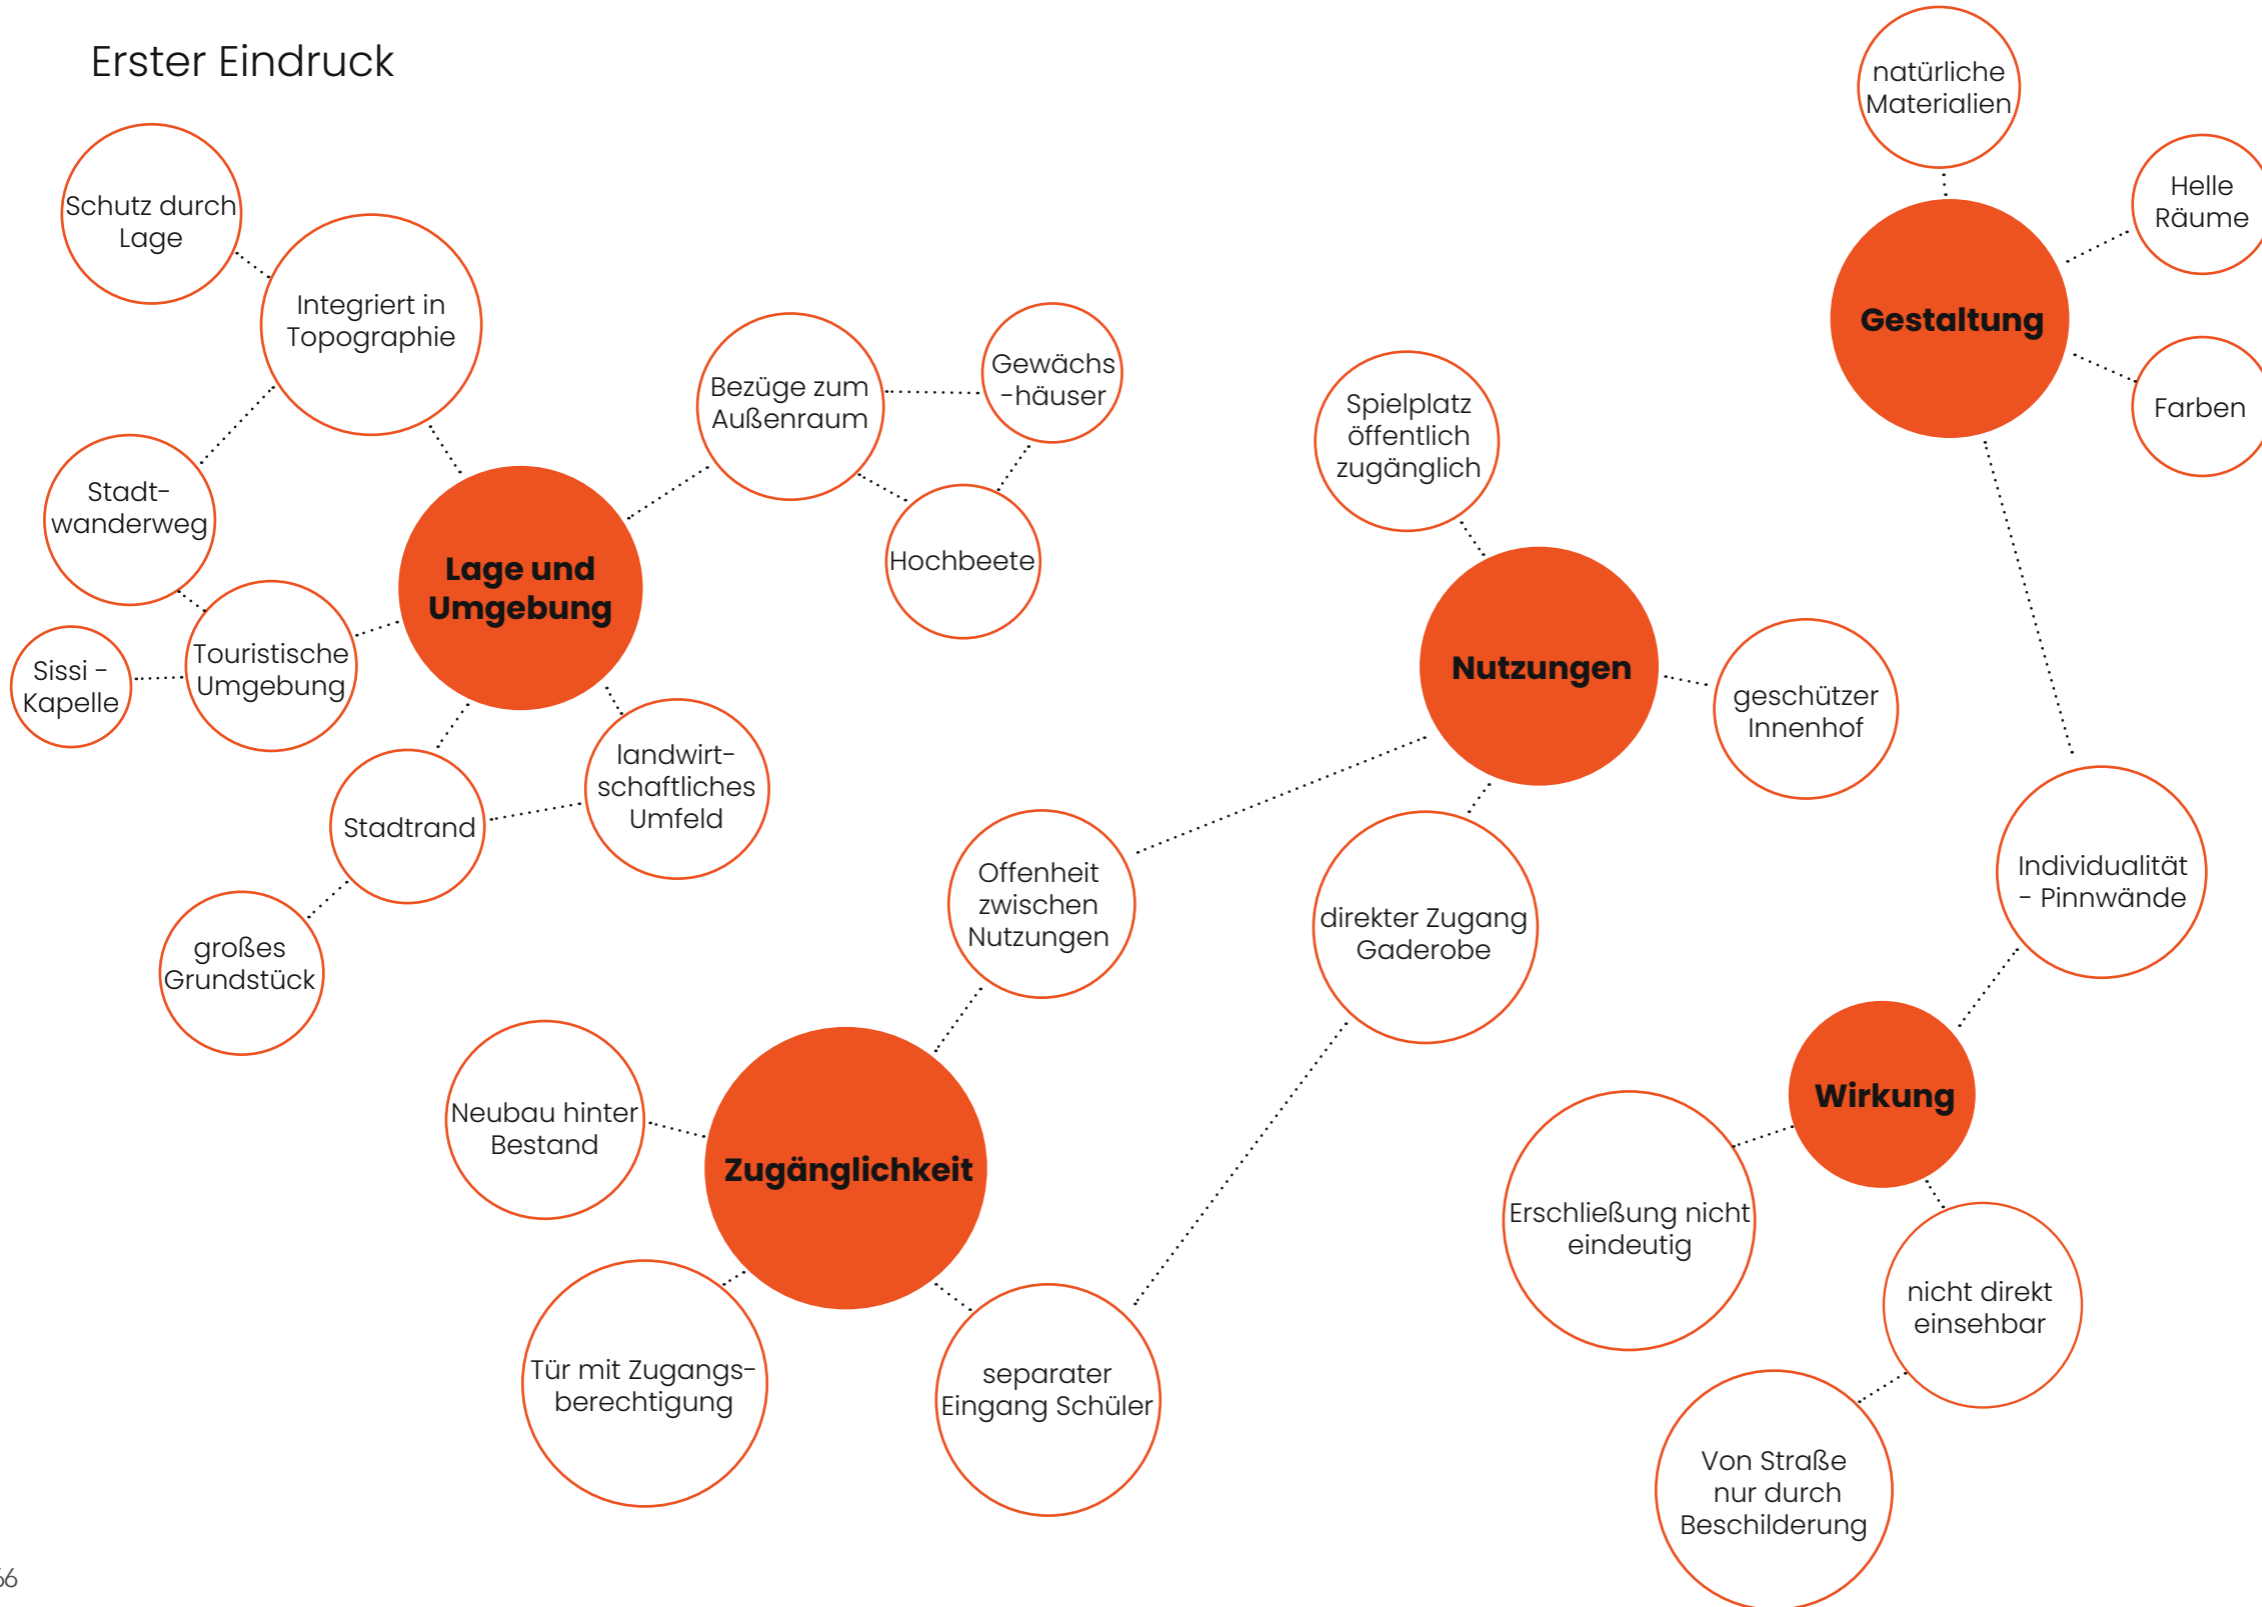 Erster Eindruck
Schutz durch
Lage
Integriert in
Topographie
Stadt-
wanderweg
Sissi -
Kapelle
Touristische
Umgebung
Lage und
Umgebung
Bezüge zum
Außenraum
Gewächs
-häuser
Hochbeete
Stadtrand
landwirt-
schaftliches
Umfeld
großes
Grundstück
natürliche
Materialien
Helle
Räume
Gestaltung
Farben
Spielplatz
öffentlich
zugänglich
Nutzungen
geschützer
Innenhof
Offenheit
zwischen
Nutzungen
direkter Zugang
Gaderobe
Individualität
- Pinnwände
Neubau hinter
Bestand
Zugänglichkeit
Tür mit Zugangs-
berechtigung
separater
Eingang Schüler
Wirkung
Erschließung nicht
eindeutig
nicht direkt
einsehbar
Von Straße
nur durch
Beschilderung